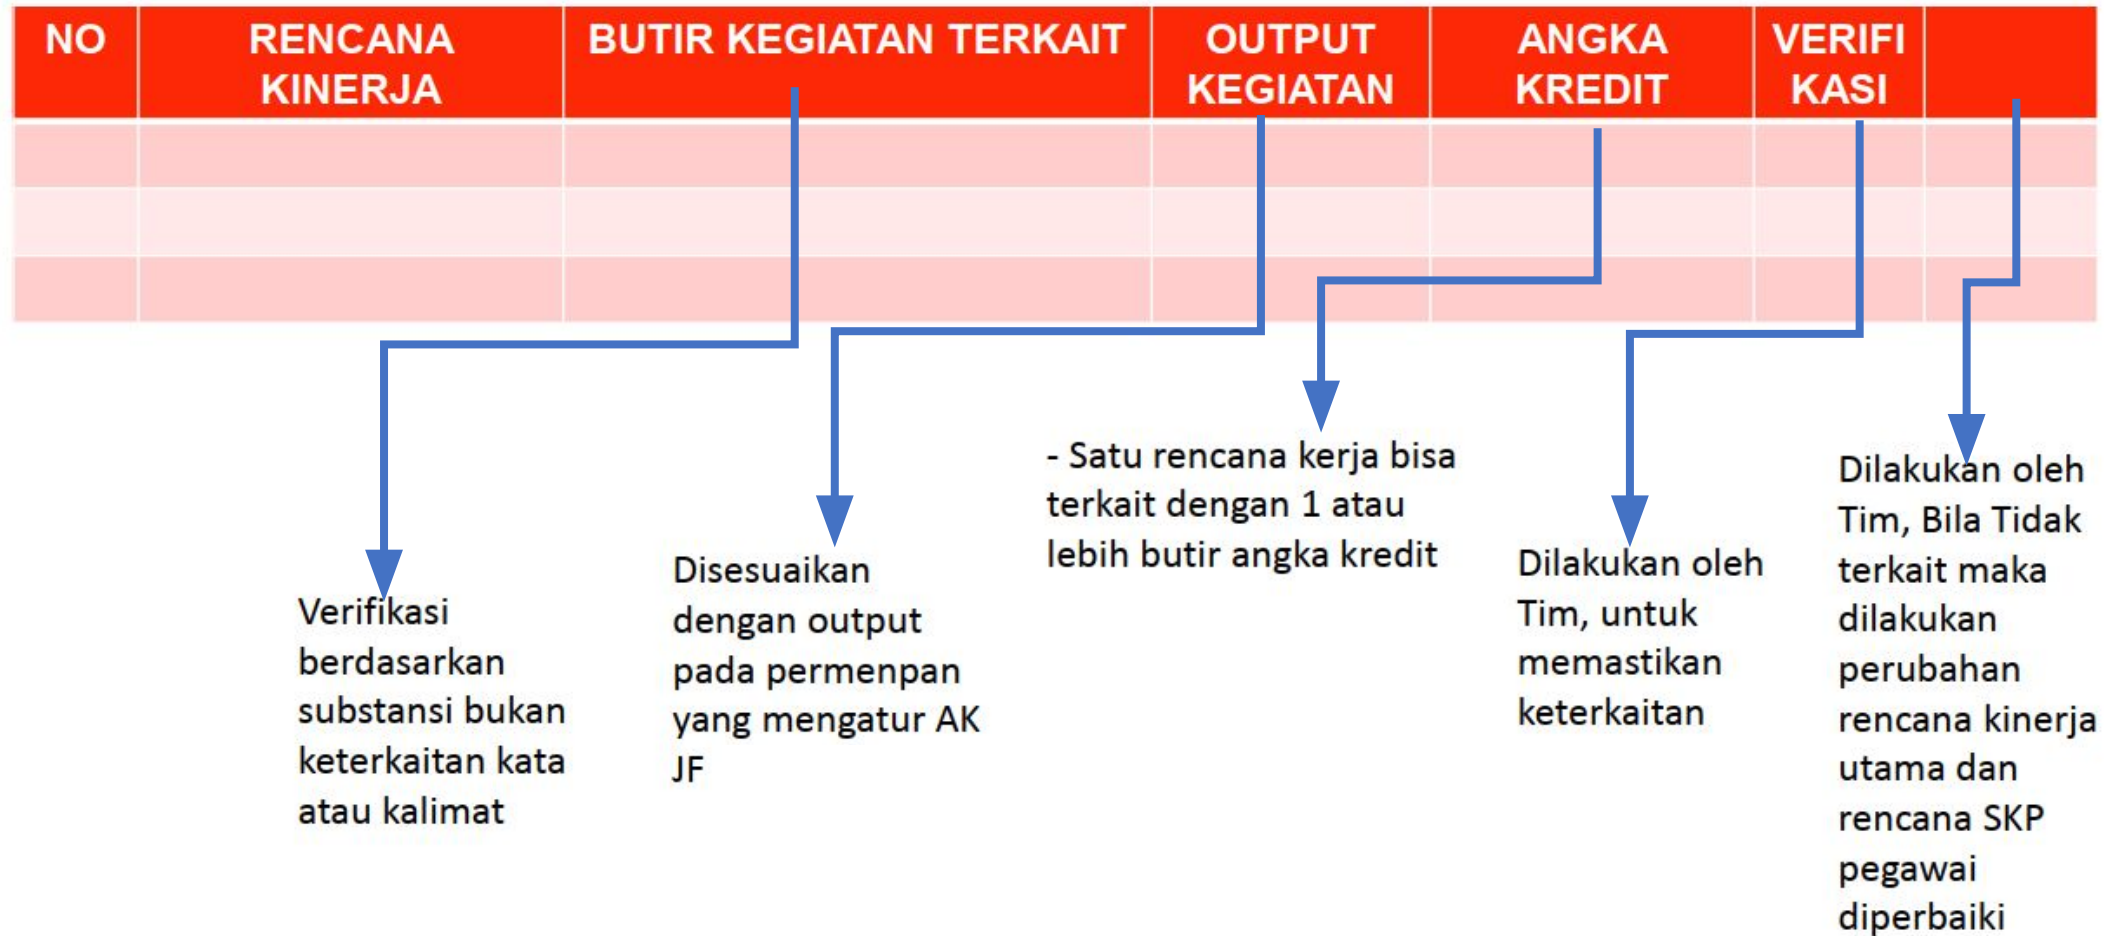 NO
RENCANA
KINERJA
BUTIR KEGIATAN TERKAIT
OUTPUT
KEGIATAN
ANGKA
KREDIT
VERIFI
KASI
Verifikasi
berdasarkan
substansi bukan
keterkaitan kata
atau kalimat
Disesuaikan
dengan output
pada permenpan
yang mengatur AK
JF
- Satu rencana kerja bisa
terkait dengan 1 atau
lebih butir angka kredit
Dilakukan oleh
Tim, untuk
memastikan
keterkaitan
Dilakukan oleh
Tim, Bila Tidak
terkait maka
dilakukan
perubahan
rencana kinerja
utama dan
rencana SKP
pegawai
diperbaiki